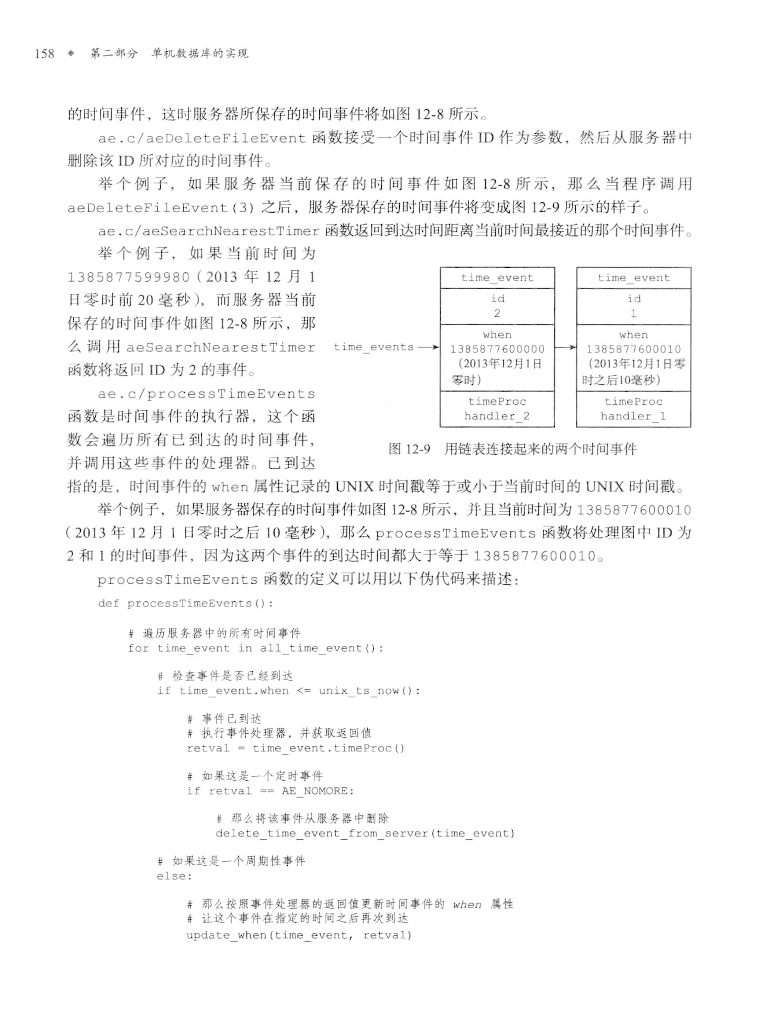 158 ◆ 第二部分 单机数据库的实现
的时间事件，这时服务器所保存的时间事件将如图 12-8 所示。
ae.c/aeDeleteFileEvent 函数接受一个时间事件 ID 作为参数，然后从服务器中
删除该 ID 所对应的时间事件。
举个例子，如果服务器当前保存的时间事件如图 12-8 所示，那么当程序调用
aeDeleteFileEvent(3) 之后，服务器保存的时间事件将变成图 12-9 所示的样子。
ae.c/aeSearchNearestTimer 函数返回到达时间距离当前时间最接近的那个时间事件。
举个例子，如果当前时间为
1385877599980（2013 年 12 月 1
日零时前 20 毫秒），而服务器当前
保存的时间事件如图 12-8 所示，那
么调用 aeSearchNearestTimer
函数将返回 ID 为 2 的事件。
ae.c/processTimeEvents
函数是时间事件的执行器，这个函
数会遍历所有已到达的时间事件，
并调用这些事件的处理器。已到达
time_events
time_event
id
2
when
1385877600000
（2013年12月1日
零时）
timeProc
handler_2
time_event
id
1
when
1385877600010
（2013年12月1日零
时之后10毫秒）
timeProc
handler_1
图 12-9 用链表连接起来的两个时间事件
指的是，时间事件的 when 属性记录的 UNIX 时间戳等于或小于当前时间的 UNIX 时间戳。
举个例子，如果服务器保存的时间事件如图 12-8 所示，并且当前时间为 1385877600010
（2013 年 12 月 1 日零时之后 10 毫秒），那么 processTimeEvents 函数将处理图中 ID 为
2 和 1 的时间事件，因为这两个事件的到达时间都大于等于 1385877600010。
processTimeEvents 函数的定义可以用以下伪代码来描述：
def processTimeEvents():
# 遍历服务器中的所有时间事件
for time_event in all_time_event():
# 检查事件是否已经到达
if time_event.when <= unix_ts_now():
# 事件已到达
# 执行事件处理器，并获取返回值
retval = time_event.timeProc()
# 如果这是一个定时事件
if retval == AE_NOMORE:
# 那么将该事件从服务器中删除
delete_time_event_from_server(time_event)
# 如果这是一个周期性事件
else:
# 那么按照事件处理器的返回值更新时间事件的 when 属性
# 让这个事件在指定的时间之后再次到达
update_when(time_event, retval)